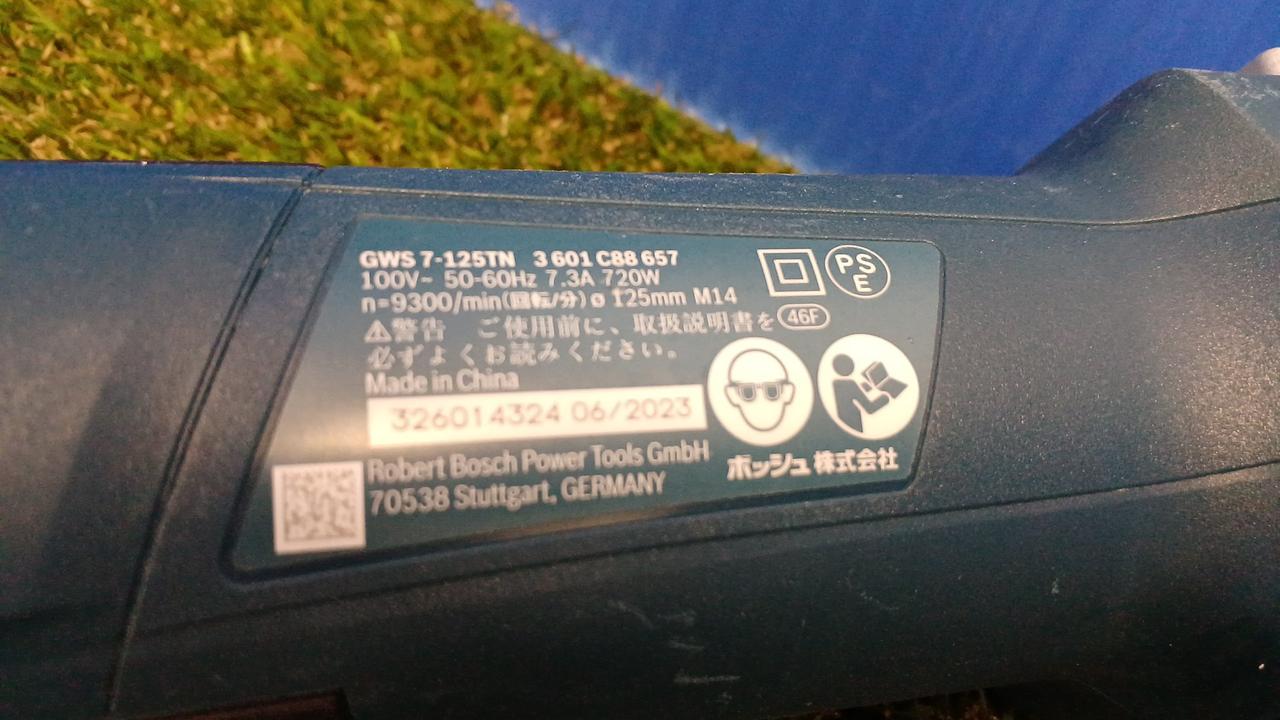 GWS 7-125TN 3 601 C88 657
100V~ 50-60Hz 7.3A 720W
n=9300/min(回転/分) ø 125mm M14
⚠警告 ご使用前に、取扱説明書を
必ずよくお読みください。
46F
PS
E
Made in China
326014324 06/2023
Robert Bosch Power Tools GmbH
70538 Stuttgart, GERMANY
ボッシュ株式会社